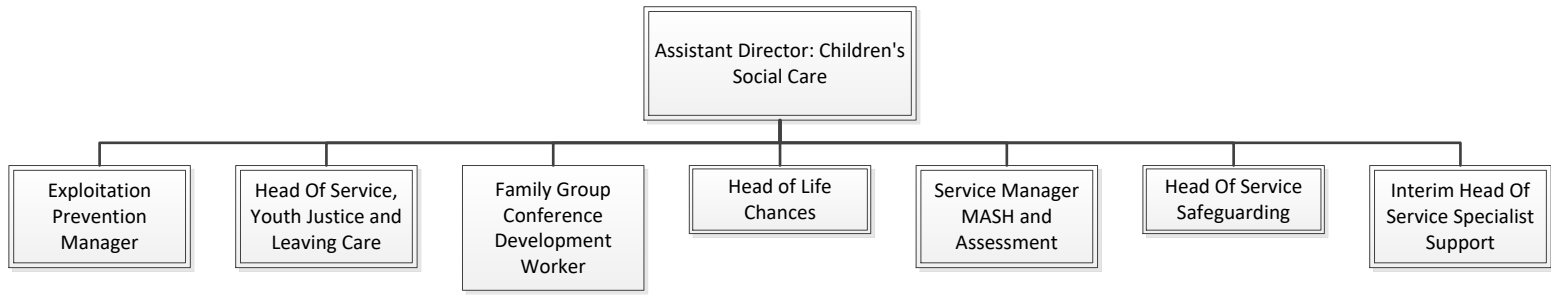 Assistant Director: Children's
Social Care
Exploitation
Prevention
Manager
Head Of Service,
Youth Justice and
Leaving Care
Family Group
Conference
Development
Worker
Head of Life
Chances
Service Manager
MASH and
Assessment
Head Of Service
Safeguarding
Interim Head Of
Service Specialist
Support